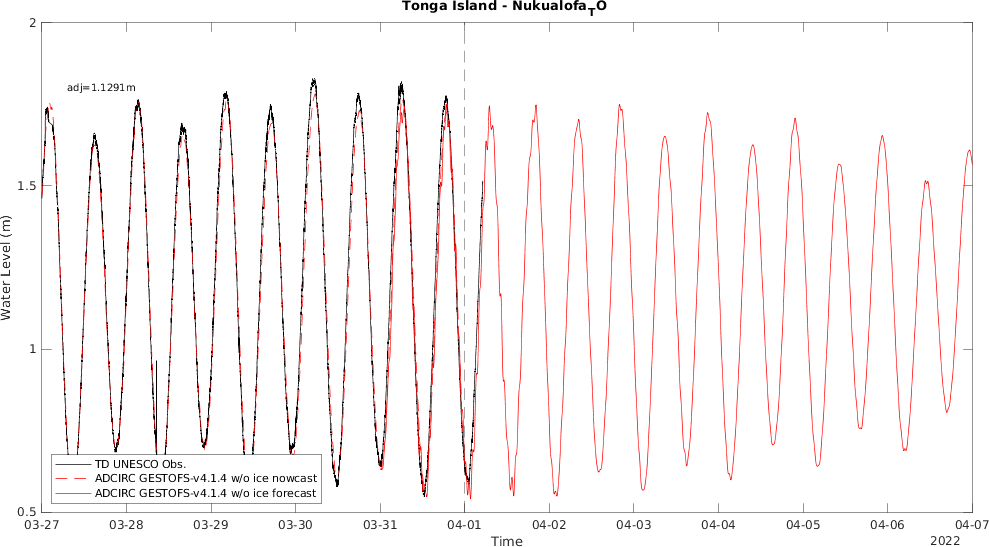 Tonga Island - NukualofaTO
2
adj=1.1291m
1.5
Water Level (m)
1
TD UNESCO Obs.
ADCIRC GESTOFS-v4.1.4 w/o ice nowcast
ADCIRC GESTOFS-v4.1.4 w/o ice forecast
0.5
03-27 03-28 03-29 03-30 03-31 04-01 04-02 04-03 04-04 04-05 04-06 04-07
Time
2022